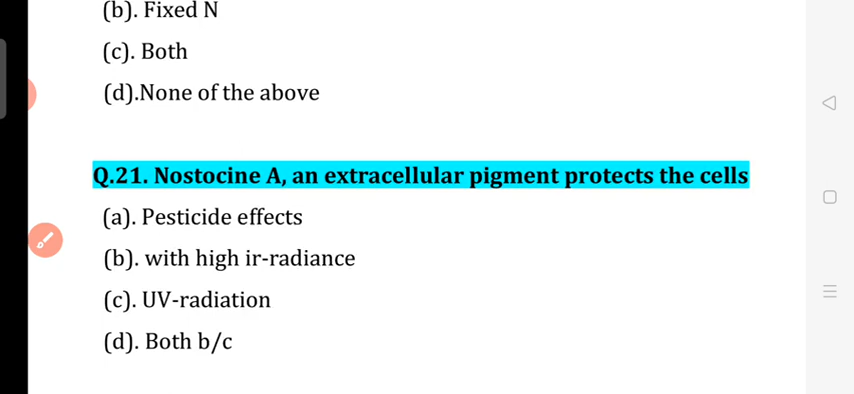 (b). Fixed N
(c). Both
(d).None of the above
Q.21. Nostocine A, an extracellular pigment protects the cells
(a). Pesticide effects
(b). with high ir-radiance
(c). UV-radiation
(d). Both b/c